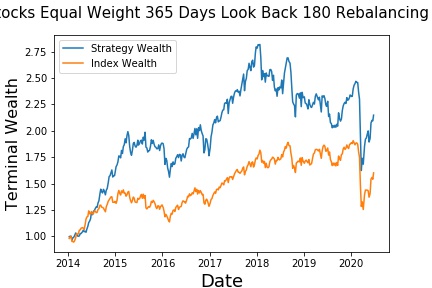 Stocks Equal Weight 365 Days Look Back 180 Rebalancing
Strategy Wealth
Index Wealth
Terminal Wealth
2.75
2.50
2.25
2.00
1.75
1.50
1.25
1.00
2014 2015 2016 2017 2018 2019 2020
Date